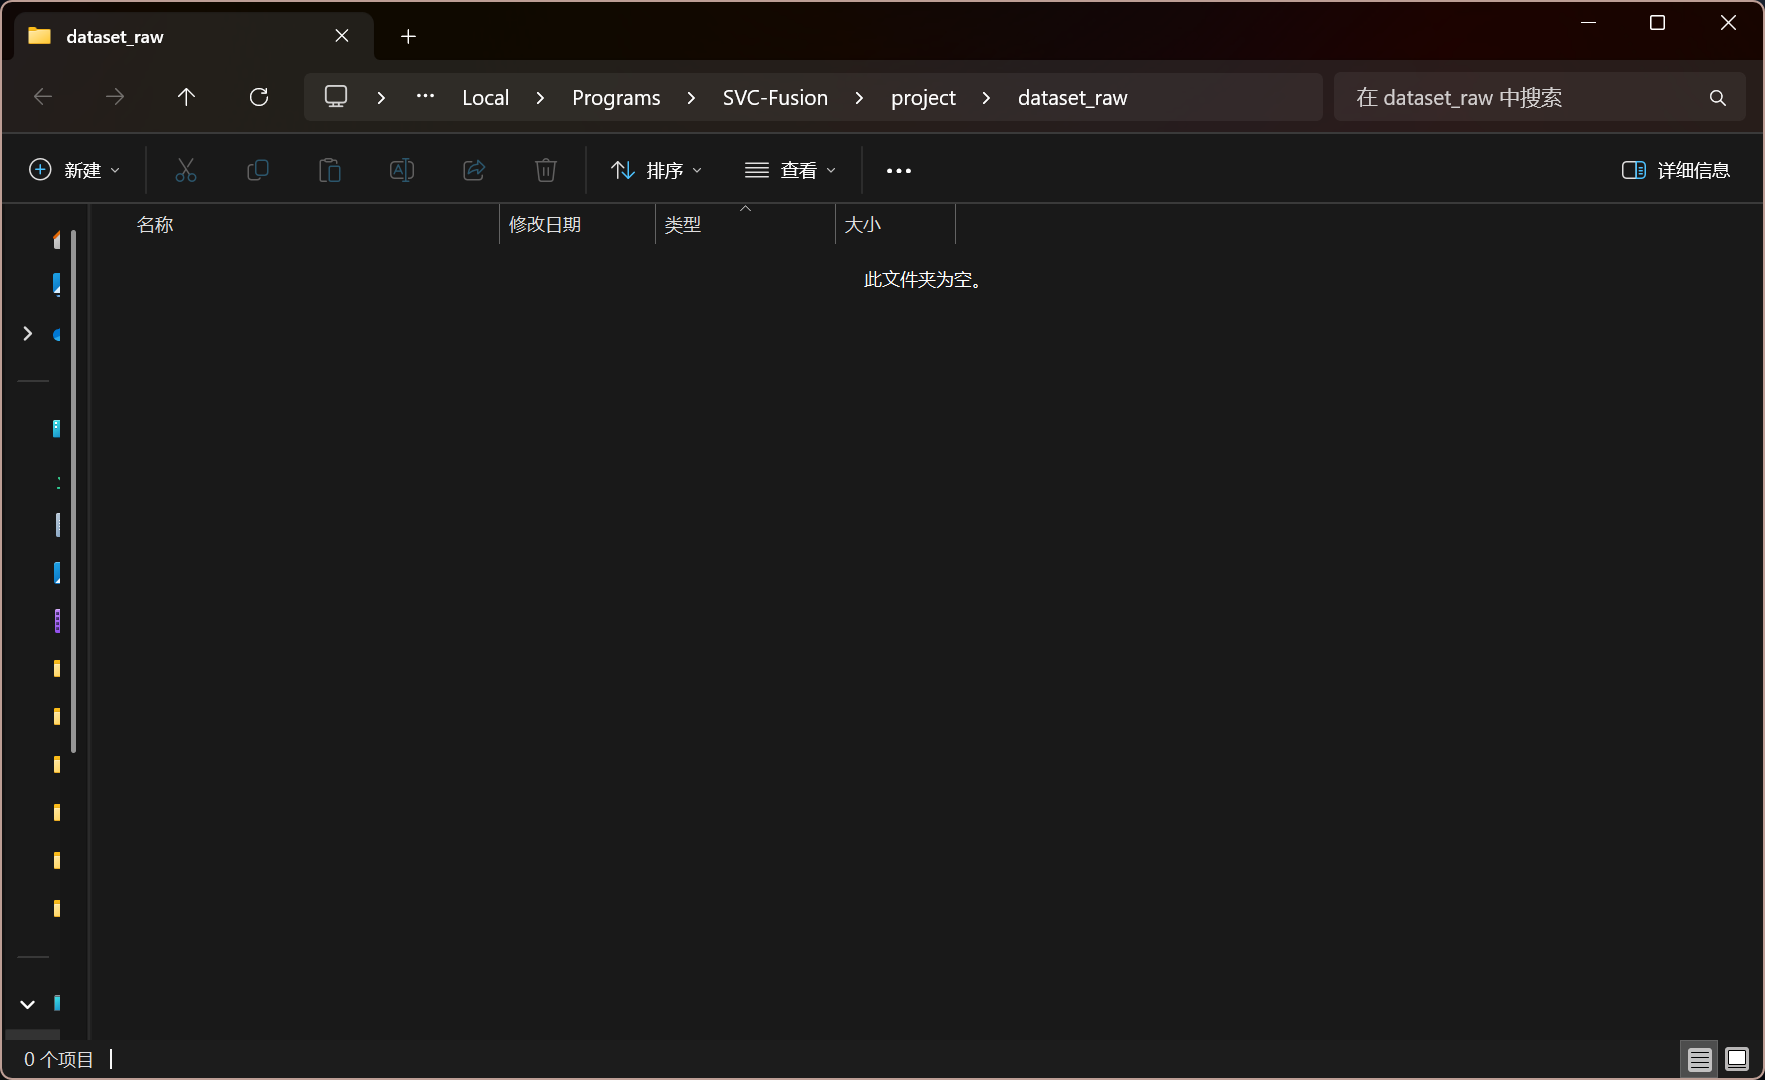 dataset_raw
Local Programs SVC-Fusion project dataset_raw
在 dataset_raw 中搜索
新建
排序
查看
详细信息
名称 修改日期 类型 大小
此文件夹为空。
0 个项目